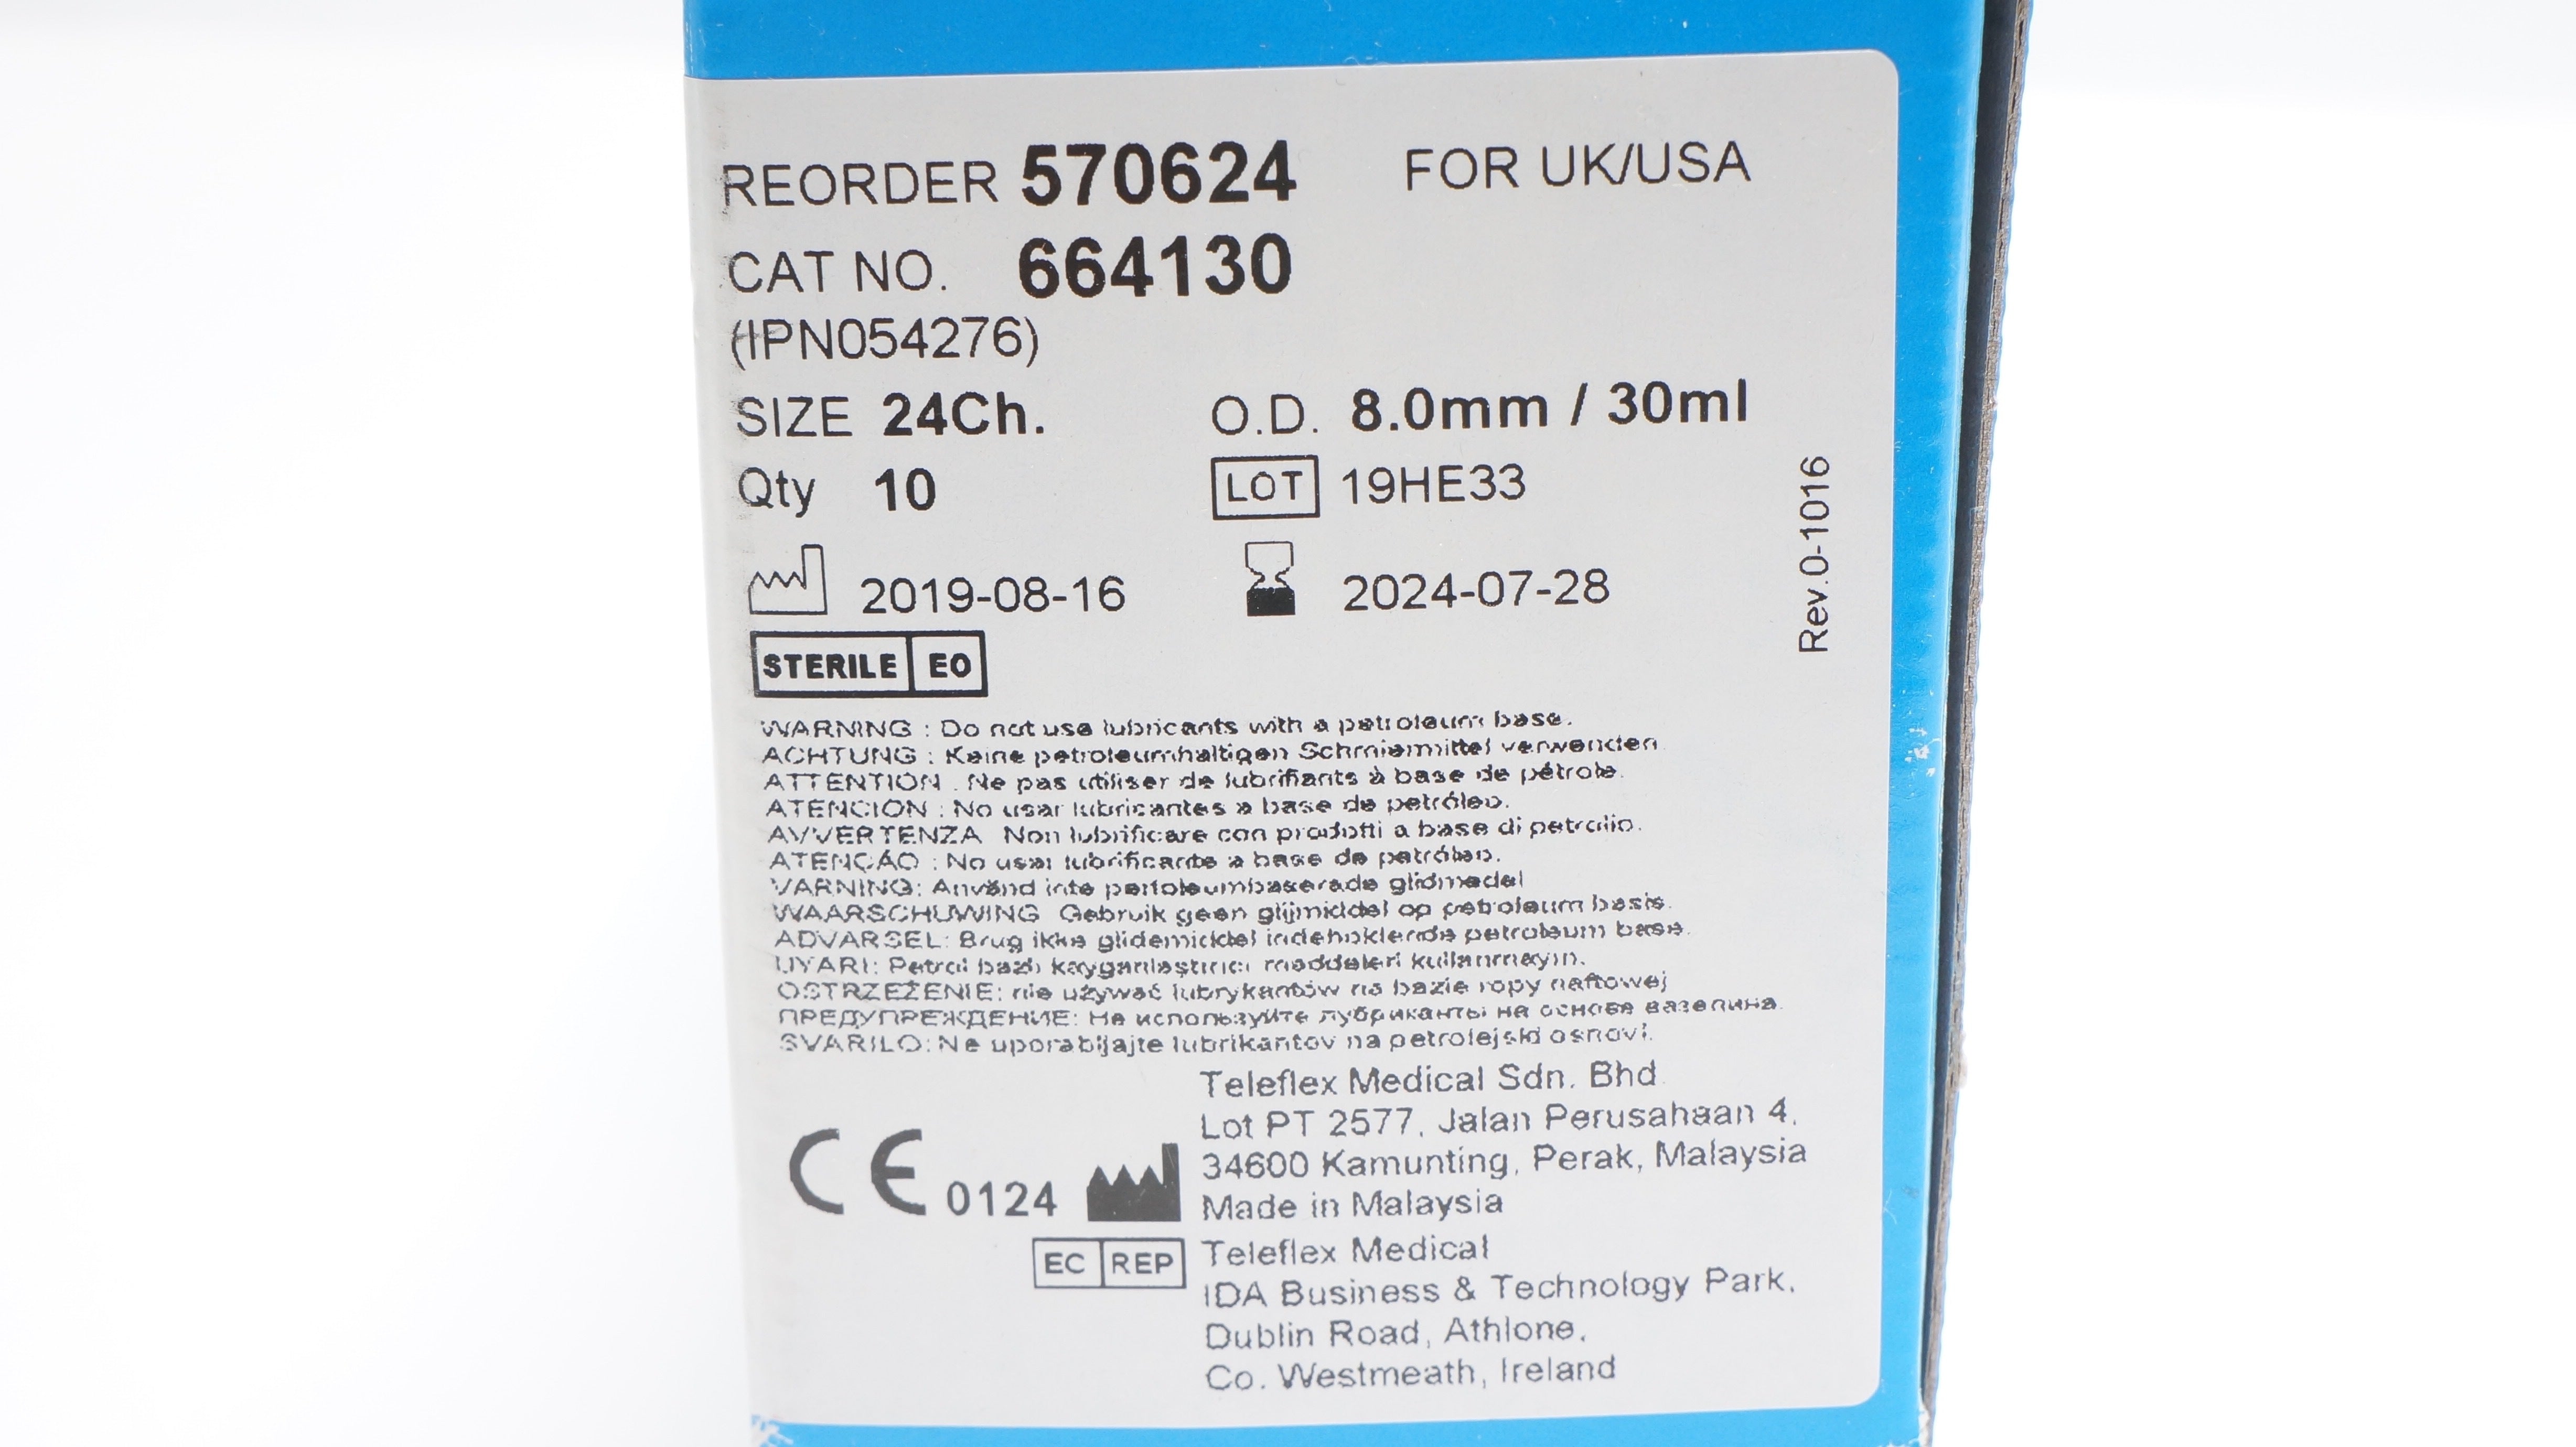 REORDER 570624 FOR UK/USA
CAT NO. 664130
(IPN054276)
SIZE 24Ch. O.D. 8.0mm / 30ml
Qty 10 LOT 19HE33
2019-08-16 2024-07-28
Rev.0-1016
STERILE EO
WARNING : Do not use lubricants with a petroleum base.
ACHTUNG : Keine petroleumhaltigen Schmiermittel verwenden
ATTENTION . Ne pas utiliser de lubrifiants à base de pétrole.
ATENCION : No usar lubricantes a base de petróleo.
AVVERTENZA Non lubrificare con prodotti a base di petrolio.
ATENÇÃO : No usar lubrificante a base de petróleo.
VARNING: Använd inte pertoleumbaserade glidmedel
WAARSCHUWING Gebruik geen glijmiddel op petroleum basis.
ADVARSEL: Brug ikke glidemiddel indeholdende petroleum base.
UYARI: Petrol bazlı kayganlaştırıcı maddeleri kullanmayın.
OSTRZEŻENIE: nie używać lubrykantów na bazie ropy naftowej
ПРЕДУПРЕЖДЕНИЕ: Не используйте лубриканты на основе вазелина.
SVARILO: Ne uporabljajte lubrikantov na petrolejski osnovi.
Teleflex Medical Sdn. Bhd
Lot PT 2577, Jalan Perusahaan 4,
34600 Kamunting, Perak, Malaysia
Made in Malaysia
CE 0124
EC REP Teleflex Medical
IDA Business & Technology Park,
Dublin Road, Athlone,
Co. Westmeath, Ireland